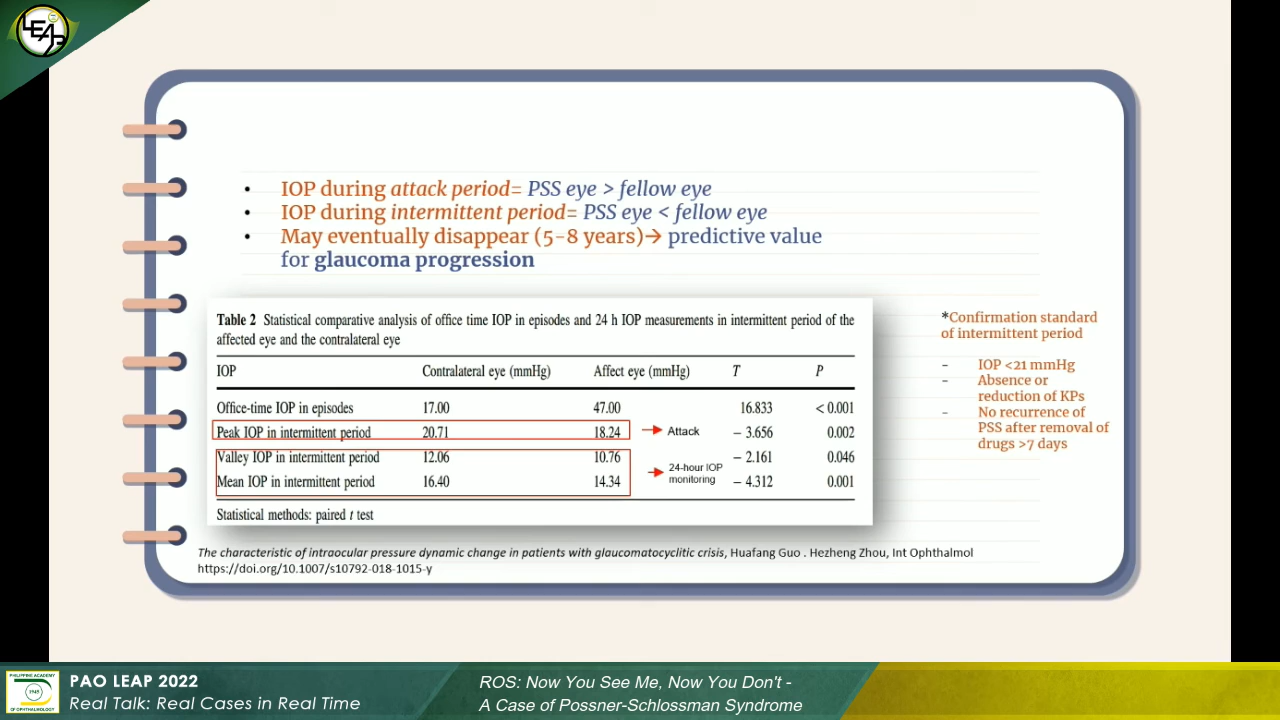 LEAP
• IOP during attack period= PSS eye > fellow eye
• IOP during intermittent period= PSS eye < fellow eye
• May eventually disappear (5-8 years)→ predictive value
for glaucoma progression
Table 2 Statistical comparative analysis of office time IOP in episodes and 24 h IOP measurements in intermittent period of the
affected eye and the contralateral eye
IOP Contralateral eye (mmHg) Affect eye (mmHg) T P
Office-time IOP in episodes 17.00 47.00 16.833 < 0.001
Peak IOP in intermittent period 20.71 18.24 Attack − 3.656 0.002
Valley IOP in intermittent period 12.06 10.76 − 2.161 0.046
Mean IOP in intermittent period 16.40 14.34 − 4.312 0.001
24-hour IOP
monitoring
Statistical methods: paired t test
*Confirmation standard
of intermittent period
- IOP <21 mmHg
- Absence or
reduction of KPs
- No recurrence of
PSS after removal of
drugs >7 days
The characteristic of intraocular pressure dynamic change in patients with glaucomatocyclitic crisis, Huafang Guo . Hezheng Zhou, Int Ophthalmol
https://doi.org/10.1007/s10792-018-1015-y
PHILIPPINE ACADEMY
1945
OF OPHTHALMOLOGY
PAO LEAP 2022
Real Talk: Real Cases in Real Time
ROS: Now You See Me, Now You Don't -
A Case of Possner-Schlossman Syndrome